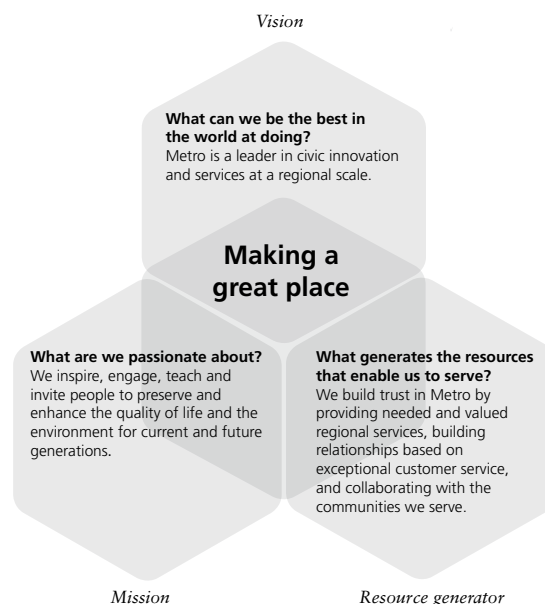 Vision
What can we be the best in
the world at doing?
Metro is a leader in civic innovation
and services at a regional scale.
Making a
great place
What are we passionate about?
We inspire, engage, teach and
invite people to preserve and
enhance the quality of life and the
environment for current and future
generations.
What generates the resources
that enable us to serve?
We build trust in Metro by
providing needed and valued
regional services, building
relationships based on
exceptional customer service,
and collaborating with the
communities we serve.
Mission
Resource generator